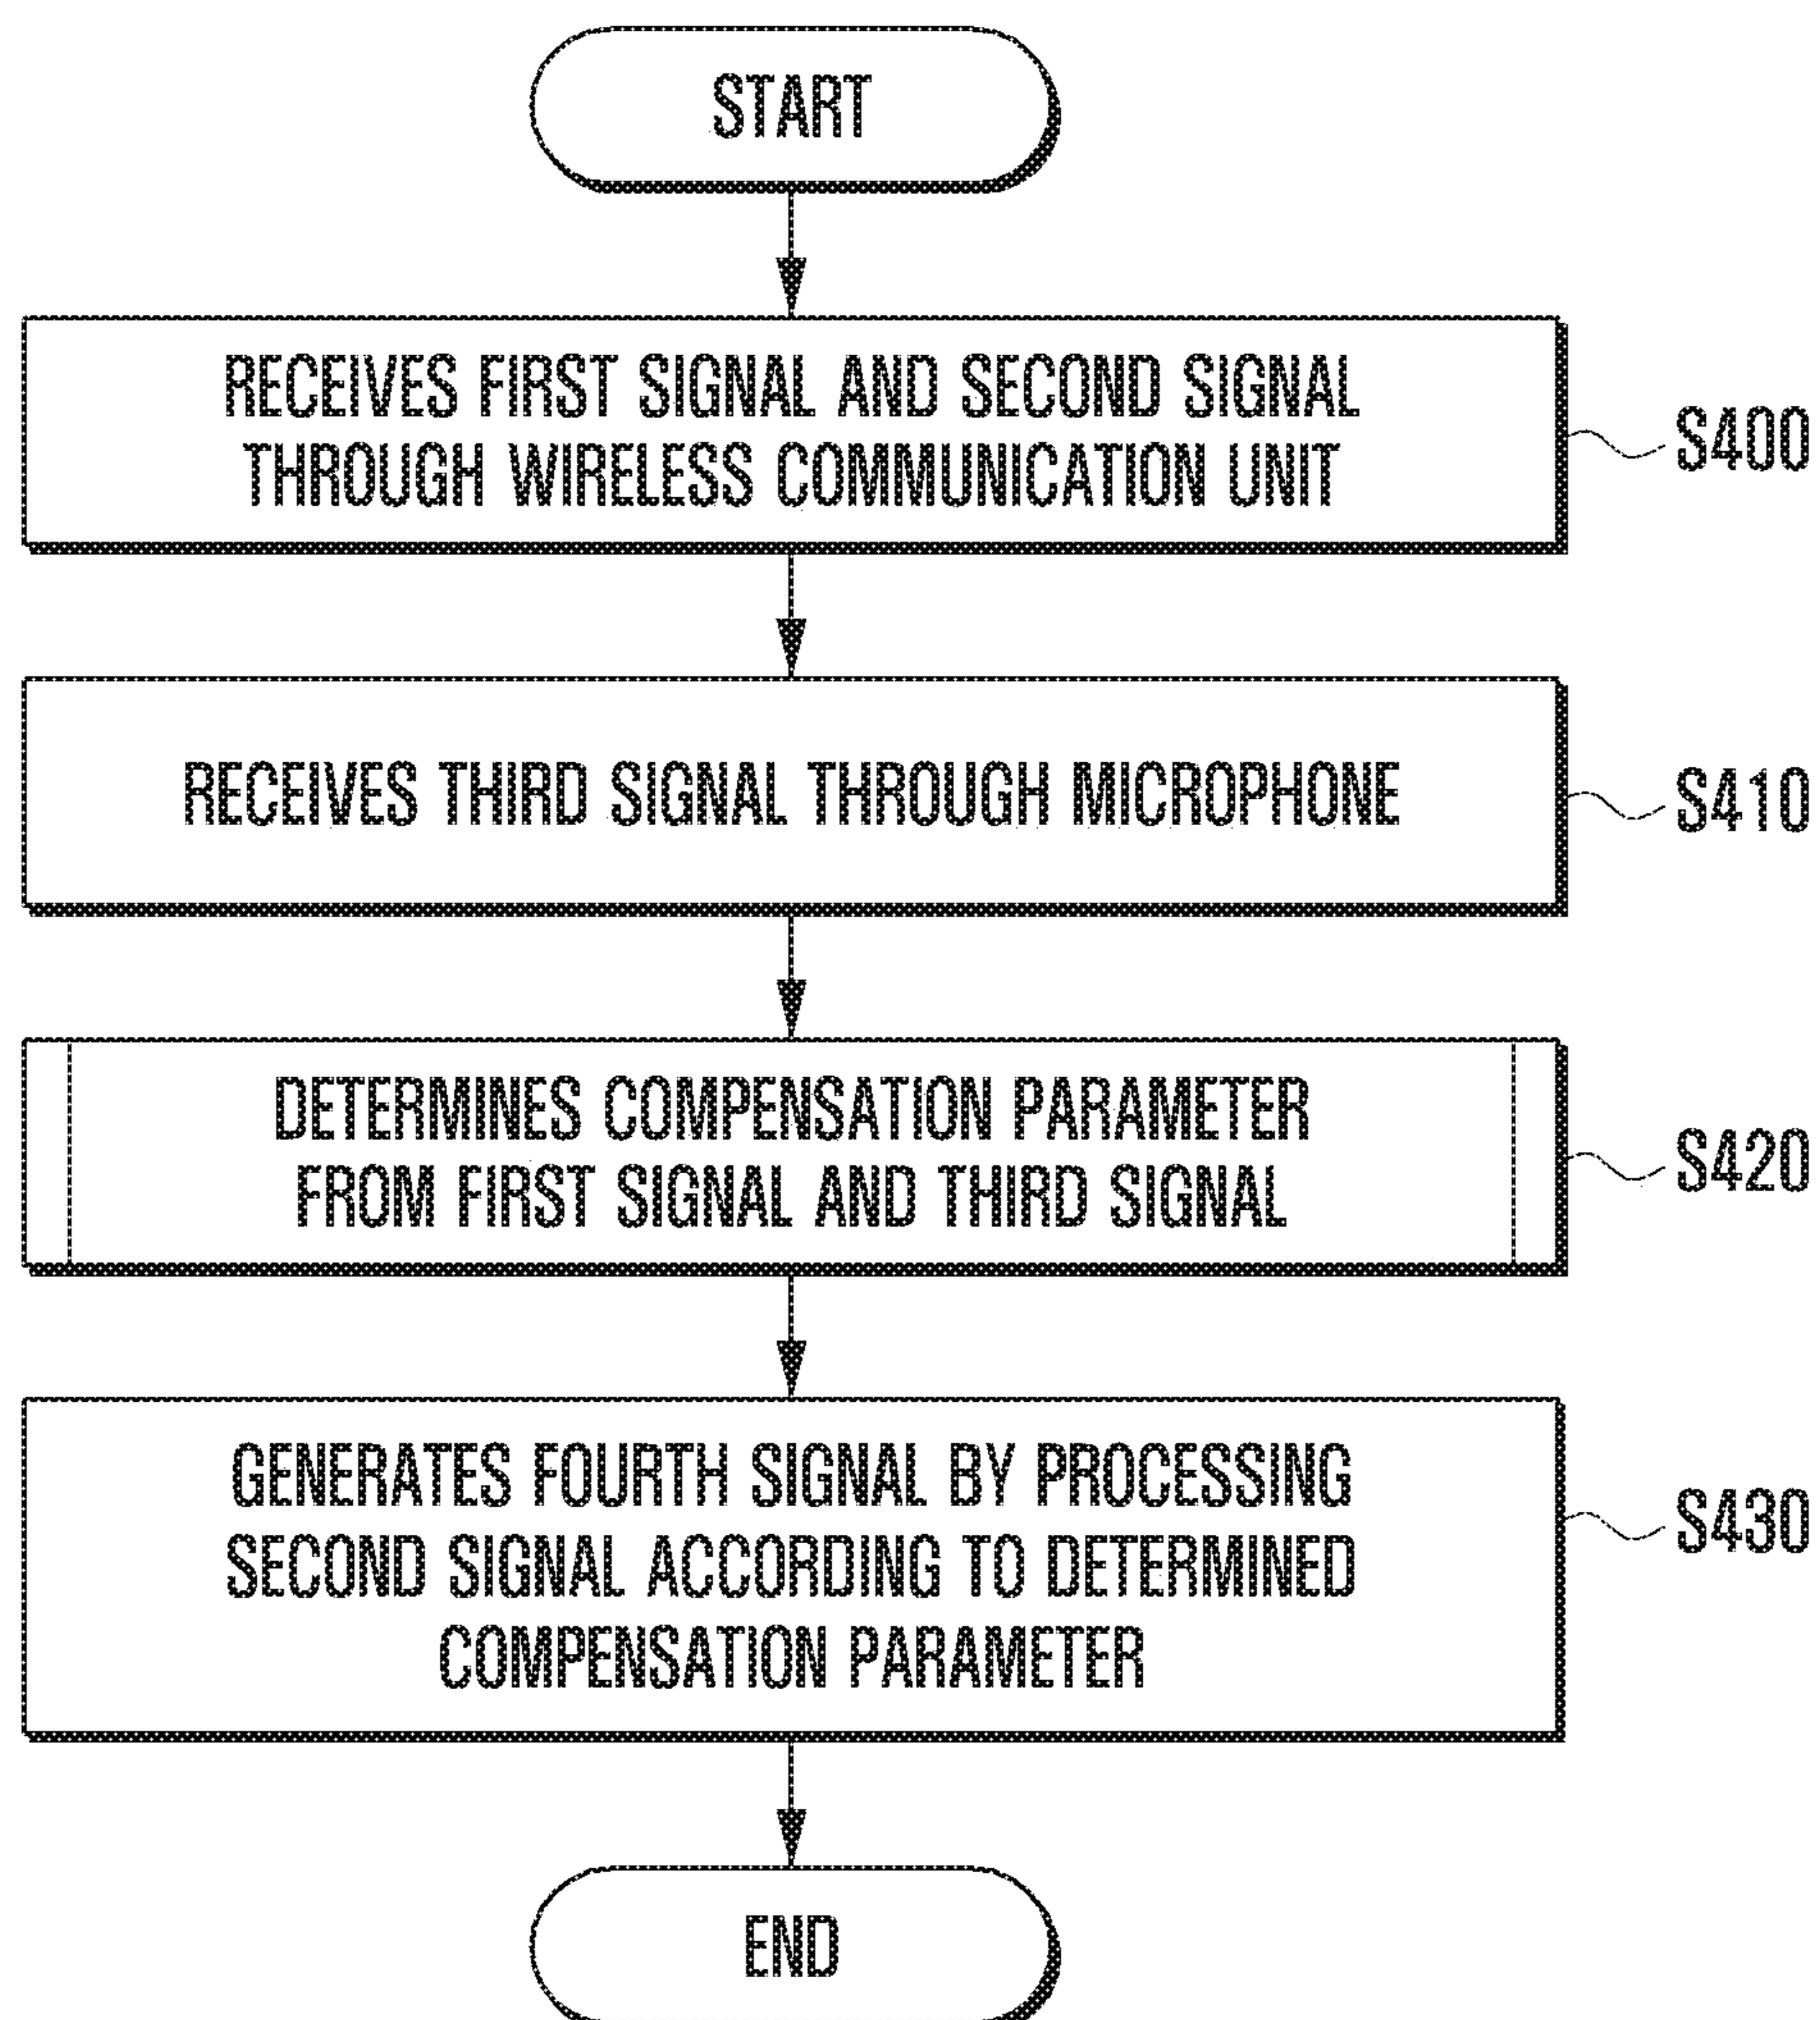 START
RECEIVES FIRST SIGNAL AND SECOND SIGNAL
THROUGH WIRELESS COMMUNICATION UNIT
S400
RECEIVES THIRD SIGNAL THROUGH MICROPHONE
S410
DETERMINES COMPENSATION PARAMETER
FROM FIRST SIGNAL AND THIRD SIGNAL
S420
GENERATES FOURTH SIGNAL BY PROCESSING
SECOND SIGNAL ACCORDING TO DETERMINED
COMPENSATION PARAMETER
S430
END